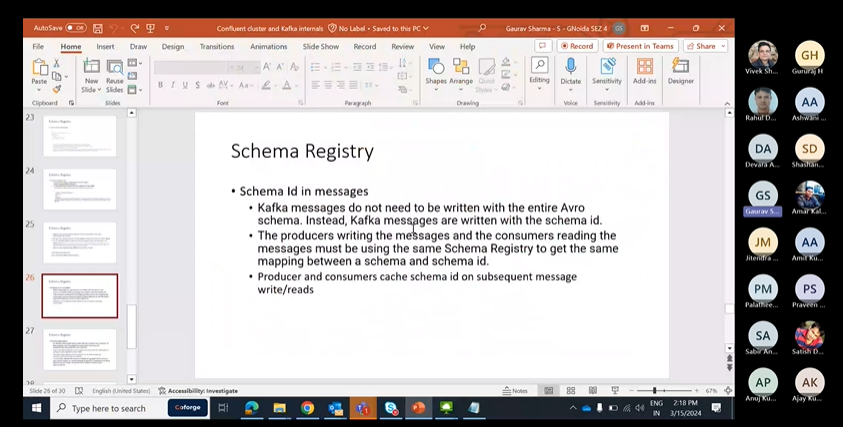 AutoSave Off
Confluent cluster and Kafka internals
No Label • Saved to this PC
Gaurav Sharma - S - GNoida SEZ 4
GS
File Home Insert Draw Design Transitions Animations Slide Show Record Review View Help
Record
Present in Teams
Share
Paste
New Slide
Reuse Slides
Shapes
Arrange
Quick Styles
Editing
Dictate
Sensitivity
Add-ins
Designer
Clipboard
Slides
Font
Paragraph
Drawing
Voice
Sensitivity
Add-ins
23
24
25
26
27
Schema Registry
• Schema Id in messages
• Kafka messages do not need to be written with the entire Avro
schema. Instead, Kafka messages are written with the schema id.
• The producers writing the messages and the consumers reading the
messages must be using the same Schema Registry to get the same
mapping between a schema and schema id.
• Producer and consumers cache schema id on subsequent message
write/reads
Slide 26 of 30
English (United States)
Accessibility: Investigate
Notes
67%
Type here to search
Coforge
ENG
IN
2:18 PM
3/15/2024
Vivek Sh...
GH
Gururaj H
Rahul D...
AA
Ashwani ...
DA
Devara A...
SD
Shashan...
GS
Gaurav S...
Amar Kal...
JM
Jitendra ...
AA
Amit Ku...
PM
Palathee...
PS
Praveen ...
SA
Sabir An...
Satish D...
AP
Anuj Ku...
AK
Ajay Ku...